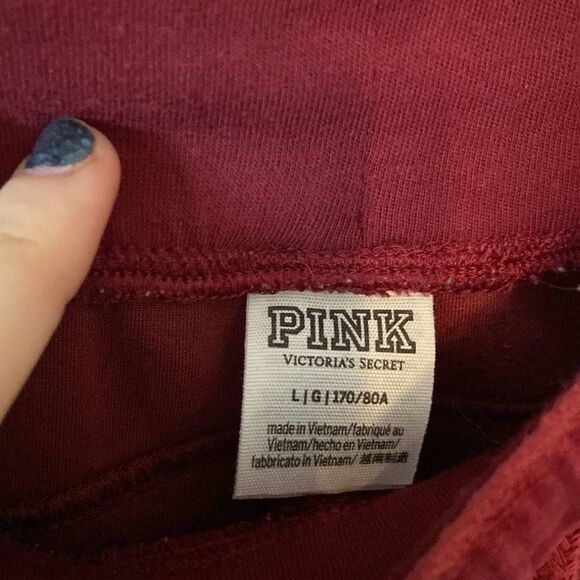 PINK
VICTORIA'S SECRET
L|G|170/80A
made in Vietnam/fabriqué au
Vietnam/hecho en Vietnam/
fabbricato in Vietnam/ 越南制造